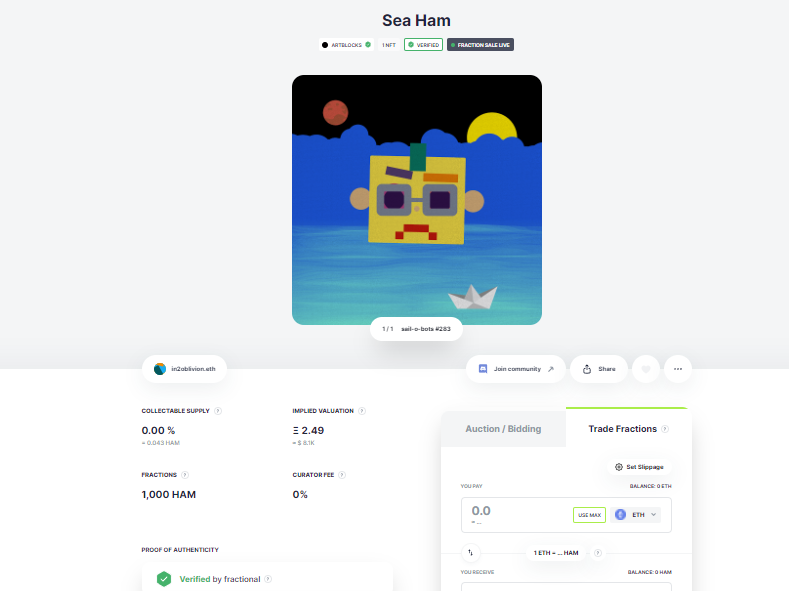 Sea Ham
ARTBLOCKS 1 NFT VERIFIED FRACTION SALE LIVE
1 / 1 sail-o-bots #283
in2oblivion.eth Join community Share
COLLECTABLE SUPPLY ?
0.00 %
≈ 0.043 HAM
IMPLIED VALUATION ?
Ξ 2.49
≈ $ 8.1K
FRACTIONS ?
1,000 HAM
CURATOR FEE ?
0%
PROOF OF AUTHENTICITY
Verified by fractional ?
Auction / Bidding Trade Fractions ?
Set Slippage
YOU PAY BALANCE: 0 ETH
0.0 USE MAX ETH
≈ ...
1 ETH ≈ ... HAM ?
YOU RECEIVE BALANCE: 0 HAM